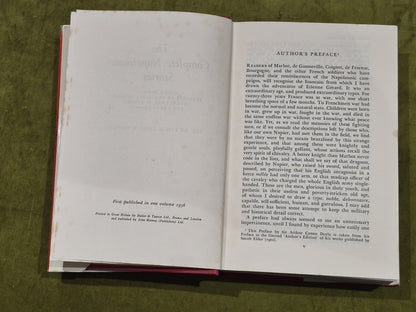 The
Complete Napoleonic
Stories
First published in one volume 1956
Printed in Great Britain by Butler & Tanner Ltd., Frome and London
and published by John Murray (Publishers) Ltd.
AUTHOR'S PREFACE¹
READERS of Marbot, de Gonneville, Coignet, de Fezenac,
Bourgogne, and the other French soldiers who have
recorded their reminiscences of the Napoleonic cam-
paigns, will recognise the fountain from which I have
drawn the adventures of Etienne Gerard. It was an
extraordinary age, and produced extraordinary types. For
twenty-three years France was at war, with one short
breathing space of a few months. To Frenchmen war had
become the normal and natural state. Children were born
in war, grew up in war, fought in the war, and died in
the same endless war without ever knowing what peace
was like. Yet, as we read the memoirs of these fighting
men, or if we consult the descriptions left by those who,
like our own Napier, had met them in the field, we find
that they were by no means brutalised by this strange
experience, and that among them were knightly and
gentle souls, playfully gallant, whose actions recall the
very spirit of chivalry. A better knight than Marbot never
rode in the lists, and what shall we say of that dragoon,
described by Napier, who raised his sword, saluted and
passed, on perceiving his English antagonist in a
fierce mêlée had only one arm, or that madcap officer of
the cavalry who charged the whole English army single-
handed. These are the men, glorious in their deeds, and
pathetic in their useless and poverty-stricken old age,
of whom I desired to draw a type, noble, debonnaire,
capable, self-sufficient, human, and garrulous. I may add
that there has been some attempt to keep the military
and historical detail correct.
A preface had always seemed to me an unnecessary
impertinence, until I found by experience how easily one
¹ This Preface by Sir Arthur Conan Doyle is taken from his
Preface to the limited 'Author's Edition' of his works published by
Smith Elder (1903).
v